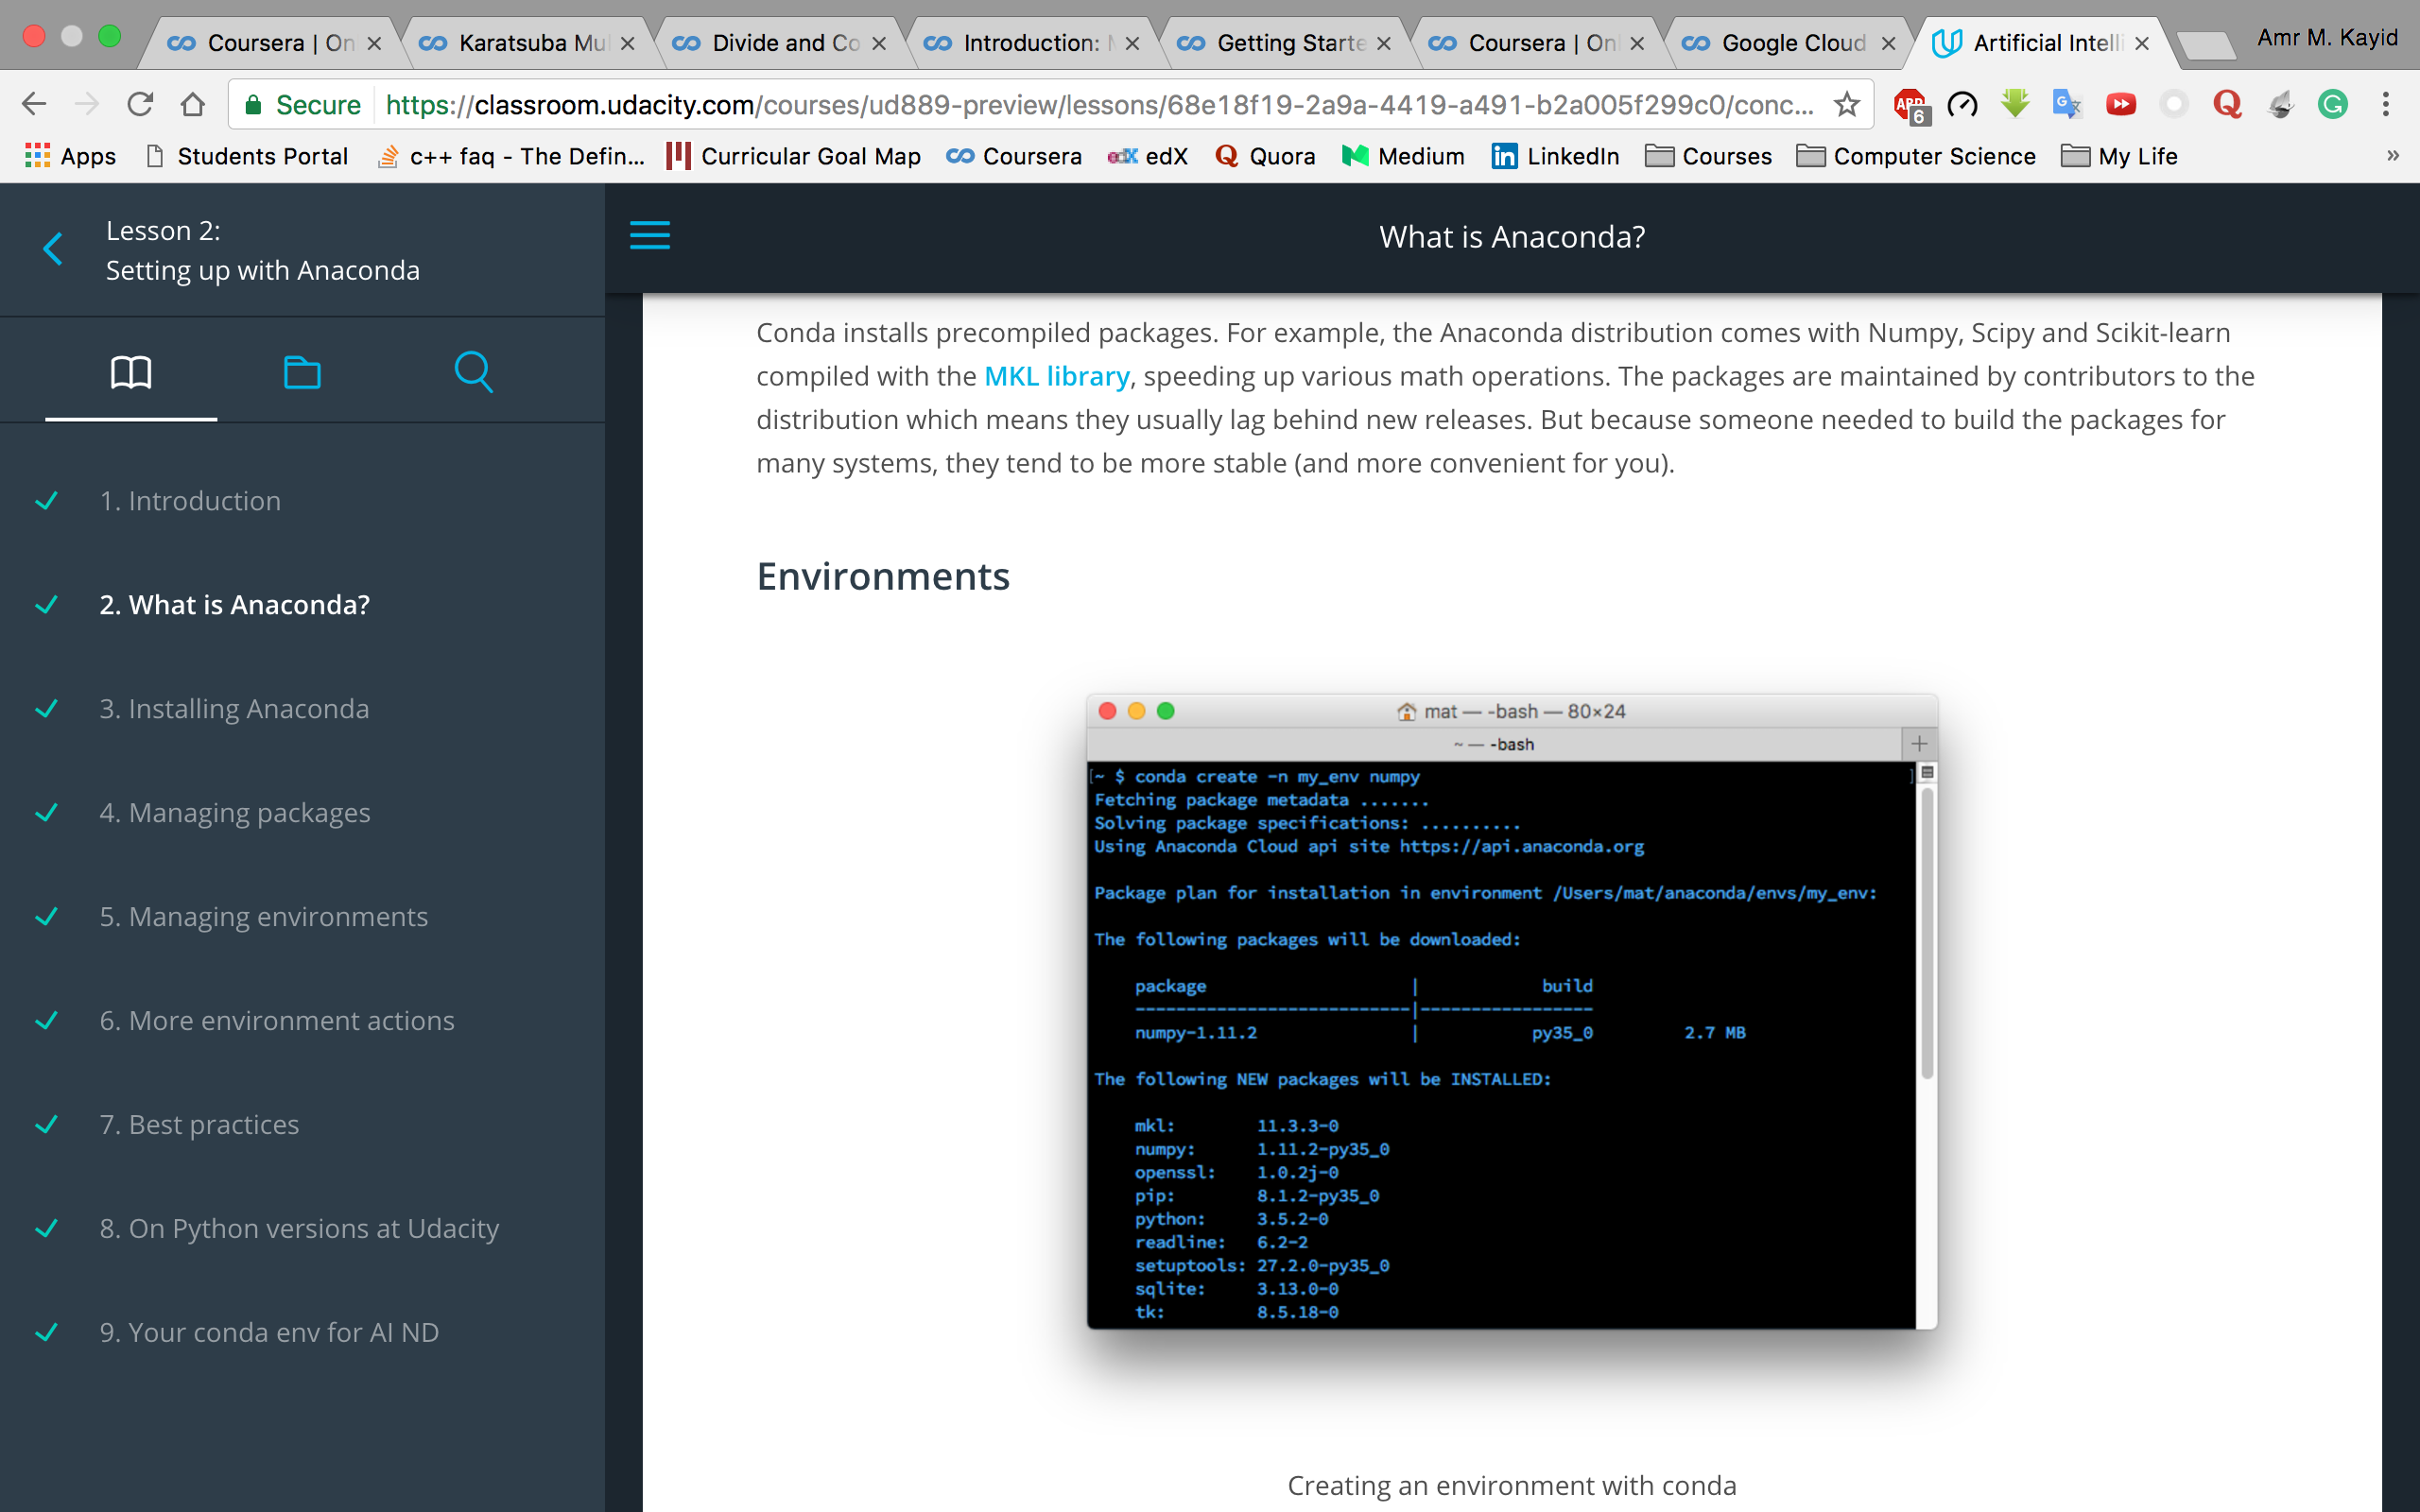 Coursera | On
Karatsuba Mul
Divide and Co
Introduction:
Getting Starte
Coursera | Onl
Google Cloud
Artificial Intelli
Amr M. Kayid
Secure
https://classroom.udacity.com/courses/ud889-preview/lessons/68e18f19-2a9a-4419-a491-b2a005f299c0/conc...
ABP
6
Apps
Students Portal
c++ faq - The Defin...
Curricular Goal Map
Coursera
edX edX
Quora
Medium
in LinkedIn
Courses
Computer Science
My Life
»
Lesson 2:
Setting up with Anaconda
1. Introduction
2. What is Anaconda?
3. Installing Anaconda
4. Managing packages
5. Managing environments
6. More environment actions
7. Best practices
8. On Python versions at Udacity
9. Your conda env for AI ND
What is Anaconda?
Conda installs precompiled packages. For example, the Anaconda distribution comes with Numpy, Scipy and Scikit-learn
compiled with the MKL library, speeding up various math operations. The packages are maintained by contributors to the
distribution which means they usually lag behind new releases. But because someone needed to build the packages for
many systems, they tend to be more stable (and more convenient for you).
Environments
mat — -bash — 80×24
~ — -bash
[~ $ conda create -n my_env numpy ]
Fetching package metadata .......
Solving package specifications: ..........
Using Anaconda Cloud api site https://api.anaconda.org
Package plan for installation in environment /Users/mat/anaconda/envs/my_env:
The following packages will be downloaded:
package | build
---------------------------|-----------------
numpy-1.11.2 | py35_0 2.7 MB
The following NEW packages will be INSTALLED:
mkl: 11.3.3-0
numpy: 1.11.2-py35_0
openssl: 1.0.2j-0
pip: 8.1.2-py35_0
python: 3.5.2-0
readline: 6.2-2
setuptools: 27.2.0-py35_0
sqlite: 3.13.0-0
tk: 8.5.18-0
Creating an environment with conda